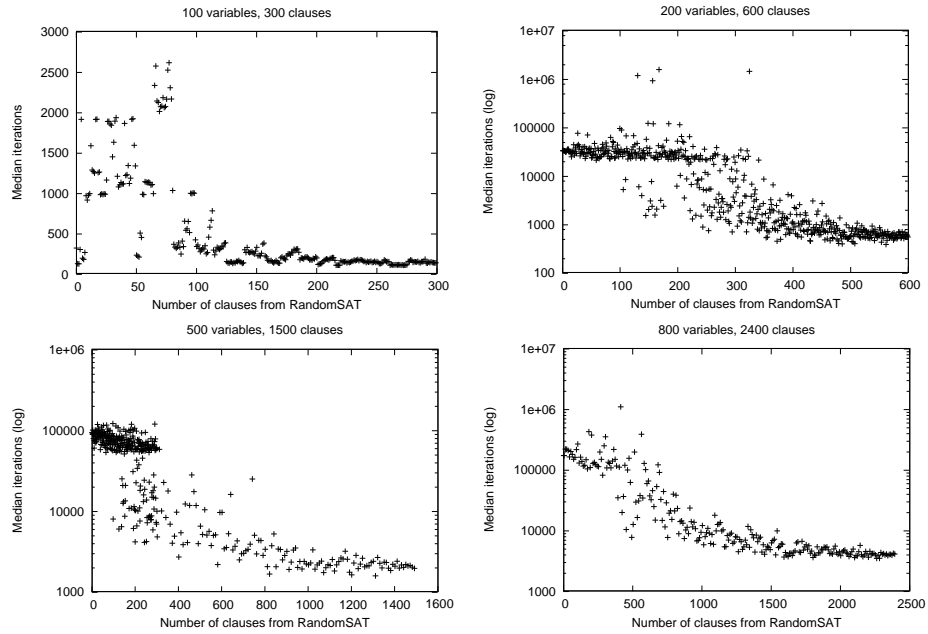 100 variables, 300 clauses
Median iterations
3000
2500
2000
1500
1000
500
0
0 50 100 150 200 250 300
Number of clauses from RandomSAT
200 variables, 600 clauses
Median iterations (log)
1e+07
1e+06
100000
10000
1000
100
0 100 200 300 400 500 600
Number of clauses from RandomSAT
500 variables, 1500 clauses
Median iterations (log)
1e+06
100000
10000
1000
0 200 400 600 800 1000 1200 1400 1600
Number of clauses from RandomSAT
800 variables, 2400 clauses
Median iterations (log)
1e+07
1e+06
100000
10000
1000
0 500 1000 1500 2000 2500
Number of clauses from RandomSAT